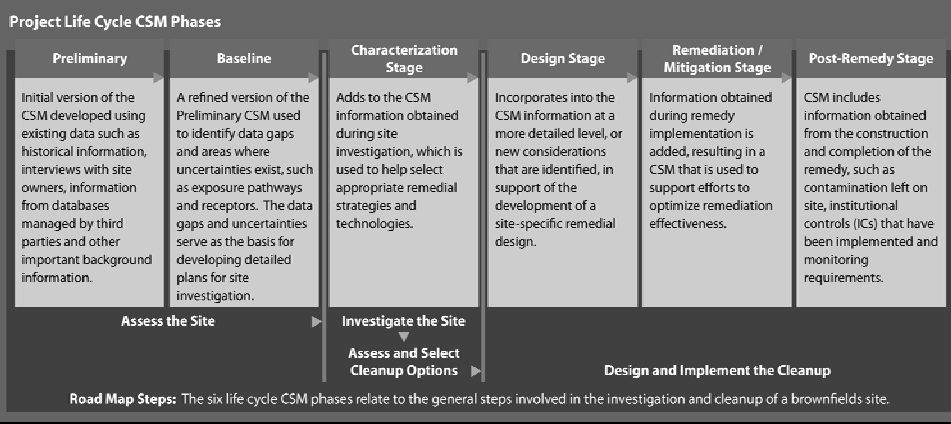 Project Life Cycle CSM Phases
Preliminary
Initial version of the
CSM developed using
existing data such as
historical information,
interviews with site
owners, information
from databases
managed by third
parties and other
important background
information.
Baseline
A refined version of the
Preliminary CSM used
to identify data gaps
and areas where
uncertainties exist, such
as exposure pathways
and receptors. The data
gaps and uncertainties
serve as the basis for
developing detailed
plans for site
investigation.
Characterization
Stage
Adds to the CSM
information obtained
during site
investigation, which is
used to help select
appropriate remedial
strategies and
technologies.
Design Stage
Incorporates into the
CSM information at a
more detailed level, or
new considerations
that are identified, in
support of the
development of a
site-specific remedial
design.
Remediation /
Mitigation Stage
Information obtained
during remedy
implementation is
added, resulting in a
CSM that is used to
support efforts to
optimize remediation
effectiveness.
Post-Remedy Stage
CSM includes
information obtained
from the construction
and completion of the
remedy, such as
contamination left on
site, institutional
controls (ICs) that have
been implemented and
monitoring
requirements.
Assess the Site
Investigate the Site
Assess and Select
Cleanup Options
Design and Implement the Cleanup
Road Map Steps: The six life cycle CSM phases relate to the general steps involved in the investigation and cleanup of a brownfields site.